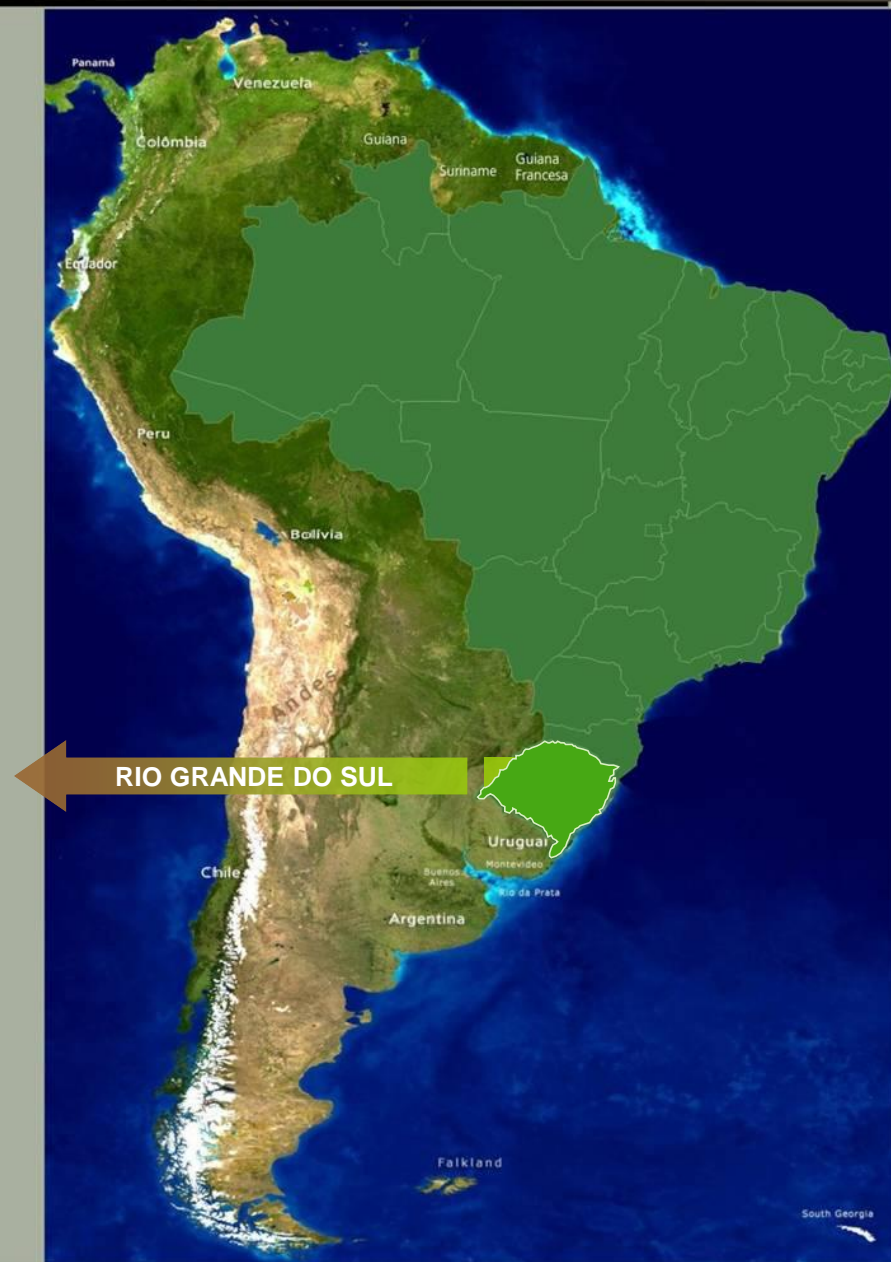 Panamá
Venezuela
Colômbia
Guiana
Suriname
Guiana
Francesa
Equador
Peru
Bolívia
Andes
RIO GRANDE DO SUL
Uruguai
Montevideo
Chile
Buenos
Aires
Rio da Prata
Argentina
Falkland
South Georgia